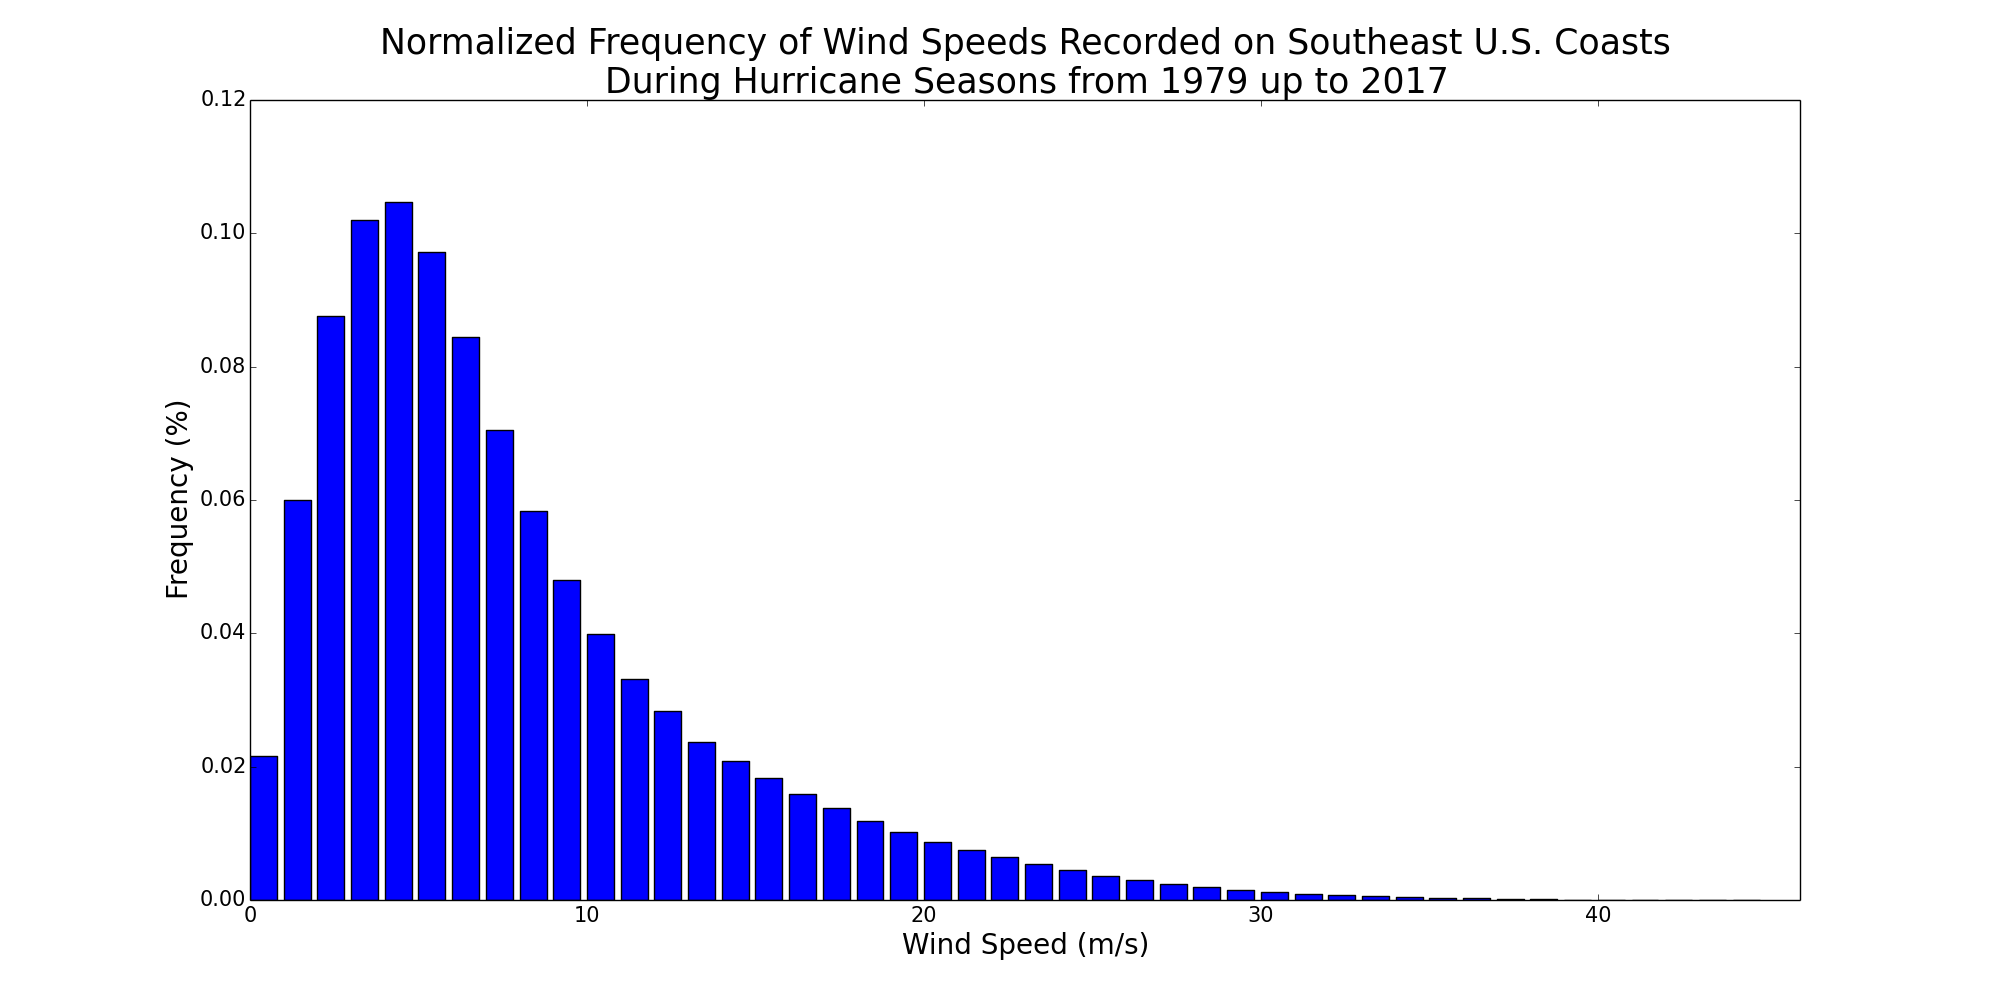 Normalized Frequency of Wind Speeds Recorded on Southeast U.S. Coasts
During Hurricane Seasons from 1979 up to 2017
0.12
0.10
0.08
0.06
0.04
0.02
0.00
Frequency (%)
0 10 20 30 40
Wind Speed (m/s)